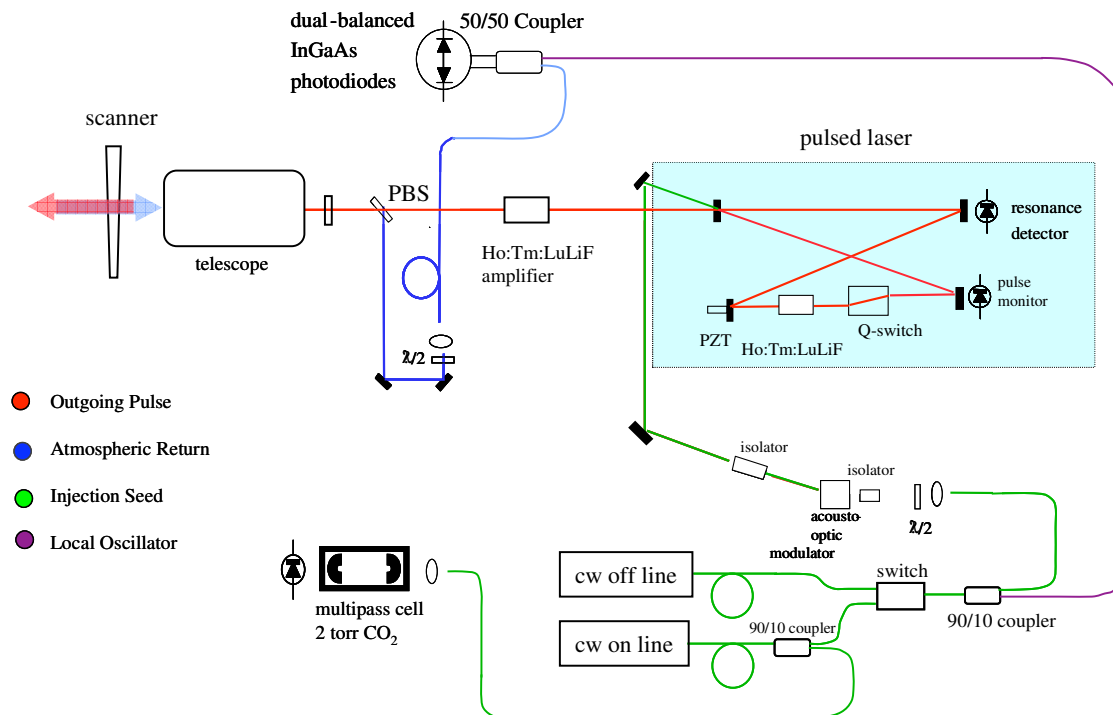 dual-balanced
InGaAs
photodiodes
50/50 Coupler
scanner
pulsed laser
PBS
telescope
Ho:Tm:LuLiF
amplifier
resonance
detector
pulse
monitor
PZT
Ho:Tm:LuLiF
Q-switch
λ/2
Outgoing Pulse
Atmospheric Return
Injection Seed
Local Oscillator
isolator
isolator
acousto-
optic
modulator
λ/2
multipass cell
2 torr CO2
cw off line
switch
90/10 coupler
cw on line
90/10 coupler